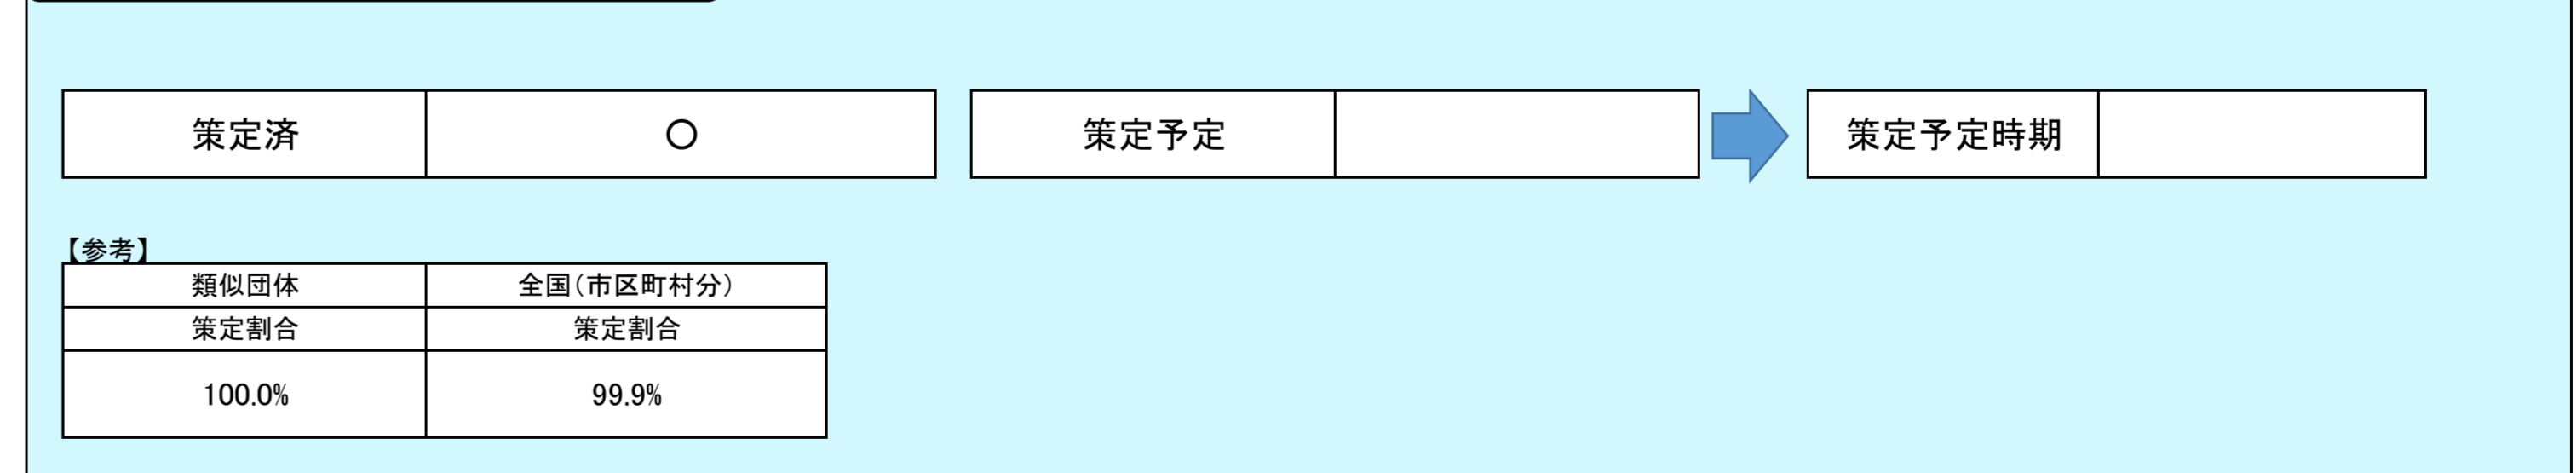 策定済 〇 策定予定 策定予定時期
【参考】
類似団体 全国(市区町村分)
策定割合 策定割合
100.0% 99.9%